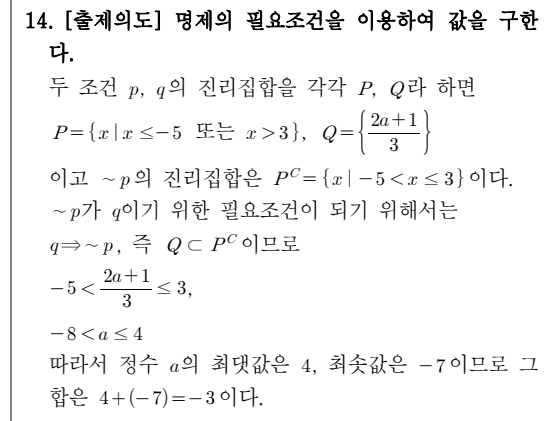 14. [출제의도] 명제의 필요조건을 이용하여 값을 구한
다.
두 조건 p, q의 진리집합을 각각 P, Q라 하면
P={x | x ≤ -5 또는 x > 3}, Q={(2a+1)/3}
이고 ~p의 진리집합은 P^C={x | -5 < x ≤ 3}이다.
~p가 q이기 위한 필요조건이 되기 위해서는
q⇒~p, 즉 Q⊂P^C이므로
-5 < (2a+1)/3 ≤ 3,
-8 < a ≤ 4
따라서 정수 a의 최댓값은 4, 최솟값은 -7이므로 그
합은 4+(-7)=-3이다.